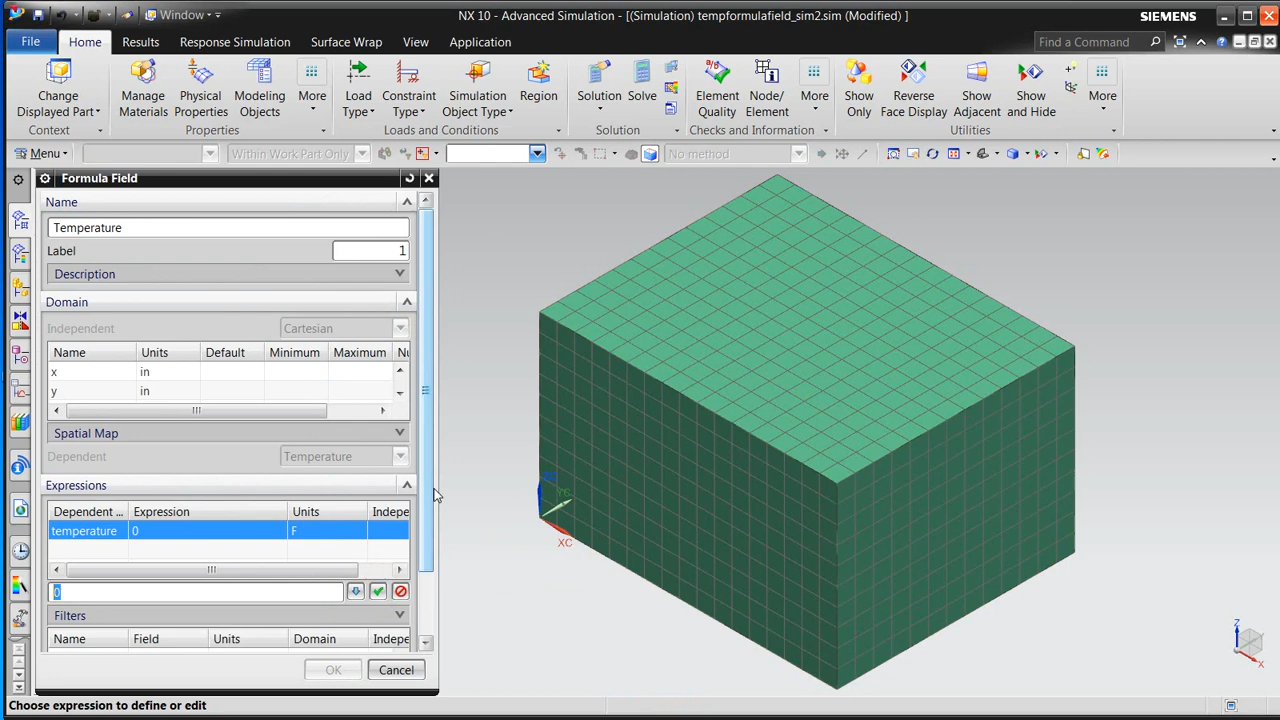 Window
NX 10 - Advanced Simulation - [(Simulation) tempformulafield_sim2.sim (Modified) ]
SIEMENS
File
Home
Results
Response Simulation
Surface Wrap
View
Application
Find a Command
Change Displayed Part
Manage Materials
Physical Properties
Modeling Objects
More
Load Type
Constraint Type
Simulation Object Type
Region
Solution
Solve
Element Quality
Node/ Element
More
Show Only
Reverse Face Display
Show Adjacent
Show and Hide
More
Context
Properties
Loads and Conditions
Solution
Checks and Information
Utilities
Menu
Within Work Part Only
No method
Formula Field
Name
Temperature
Label
1
Description
Domain
Independent
Cartesian
Name Units Default Minimum Maximum Nu
x in
y in
Spatial Map
Dependent
Temperature
Expressions
Dependent ... Expression Units Indepe
temperature 0 F
0
Filters
Name Field Units Domain Indepe
OK
Cancel
YC
XC
Z
X
Choose expression to define or edit